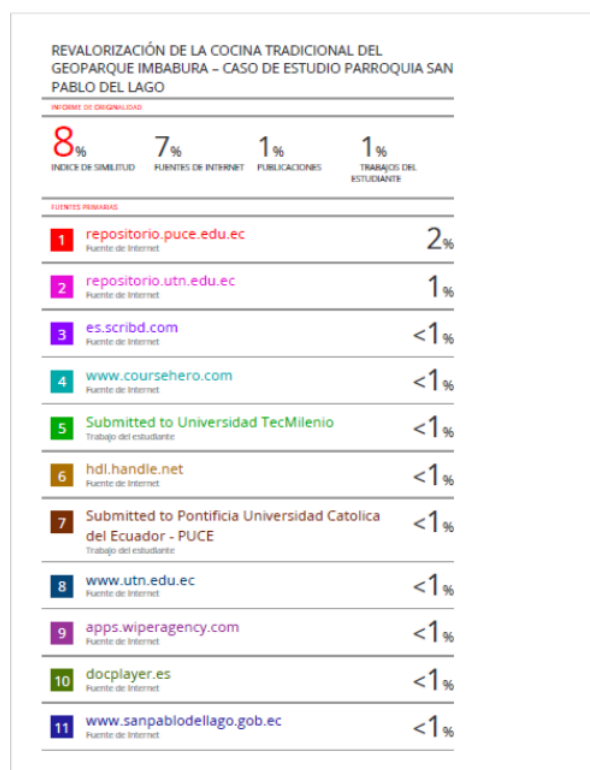 REVALORIZACIÓN DE LA COCINA TRADICIONAL DEL
GEOPARQUE IMBABURA – CASO DE ESTUDIO PARROQUIA SAN
PABLO DEL LAGO
INFORME DE ORIGINALIDAD
8% 7% 1% 1%
INDICE DE SIMILITUD FUENTES DE INTERNET PUBLICACIONES TRABAJOS DEL
ESTUDIANTE
FUENTES PRIMARIAS
1 repositorio.puce.edu.ec 2%
Fuente de Internet
2 repositorio.utn.edu.ec 1%
Fuente de Internet
3 es.scribd.com <1%
Fuente de Internet
4 www.coursehero.com <1%
Fuente de Internet
5 Submitted to Universidad TecMilenio <1%
Trabajo del estudiante
6 hdl.handle.net <1%
Fuente de Internet
7 Submitted to Pontificia Universidad Catolica <1%
del Ecuador - PUCE
Trabajo del estudiante
8 www.utn.edu.ec <1%
Fuente de Internet
9 apps.wiperagency.com <1%
Fuente de Internet
10 docplayer.es <1%
Fuente de Internet
11 www.sanpablodellago.gob.ec <1%
Fuente de Internet